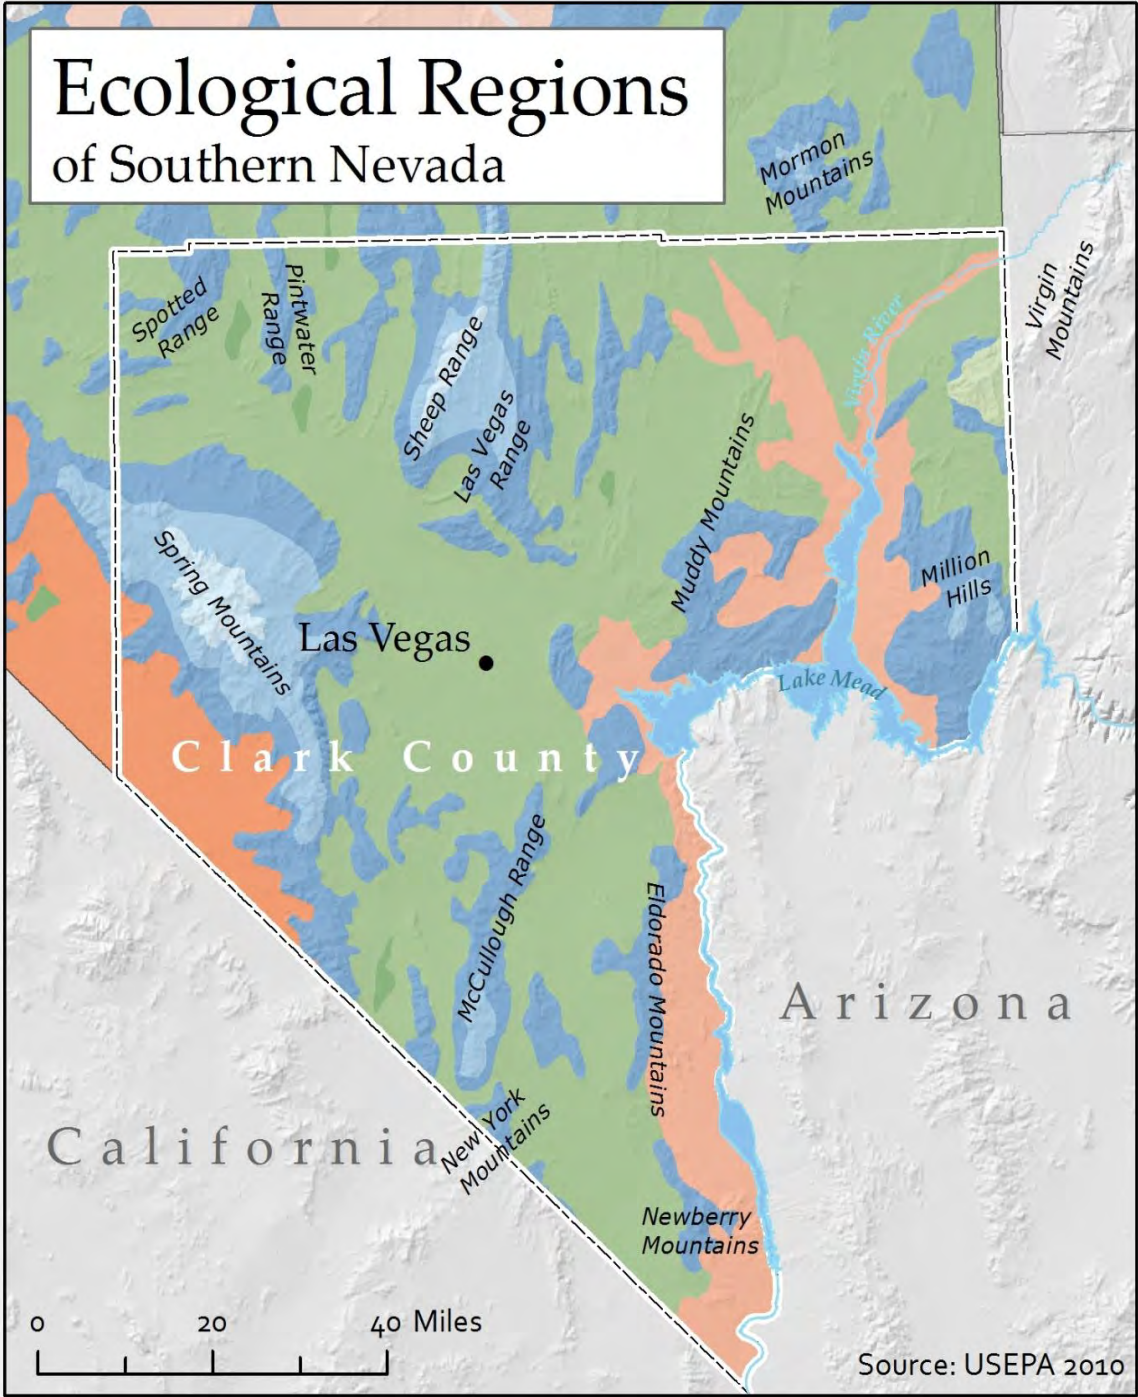 Ecological Regions
of Southern Nevada
Mormon
Mountains
Virgin
Mountains
Spotted
Range
Pintwater
Range
Sheep Range
Las Vegas
Range
Virgin River
Muddy Mountains
Million
Hills
Spring Mountains
Las Vegas
Lake Mead
Clark County
McCullough Range
Eldorado Mountains
Arizona
California
New York
Mountains
Newberry
Mountains
0 20 40 Miles
Source: USEPA 2010